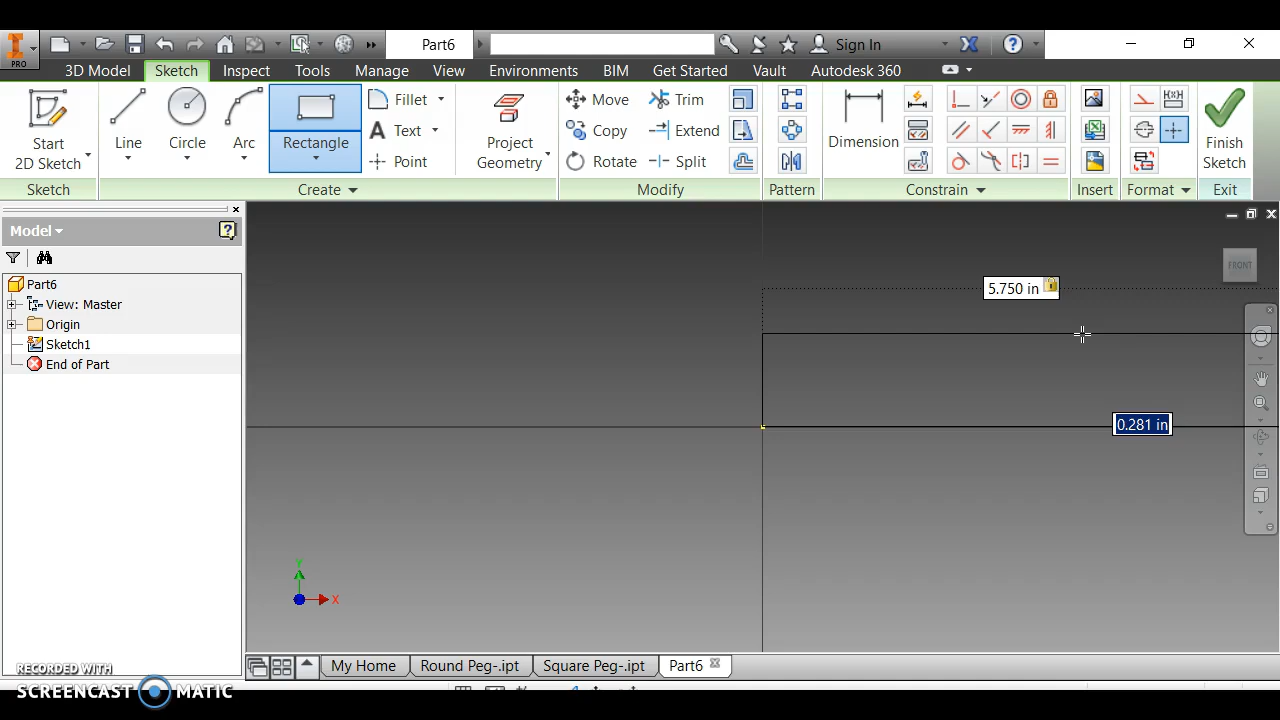 Part6
Sign In
PRO
3D Model Sketch Inspect Tools Manage View Environments BIM Get Started Vault Autodesk 360
Start
2D Sketch
Line
Circle
Arc
Rectangle
Fillet
Text
Point
Project
Geometry
Move
Copy
Rotate
Trim
Extend
Split
Dimension
Finish
Sketch
Sketch Create Modify Pattern Constrain Insert Format Exit
Model
Part6
View: Master
Origin
Sketch1
End of Part
FRONT
5.750 in
0.281 in
Y
X
My Home Round Peg-.ipt Square Peg-.ipt Part6
RECORDED WITH
SCREENCAST MATIC